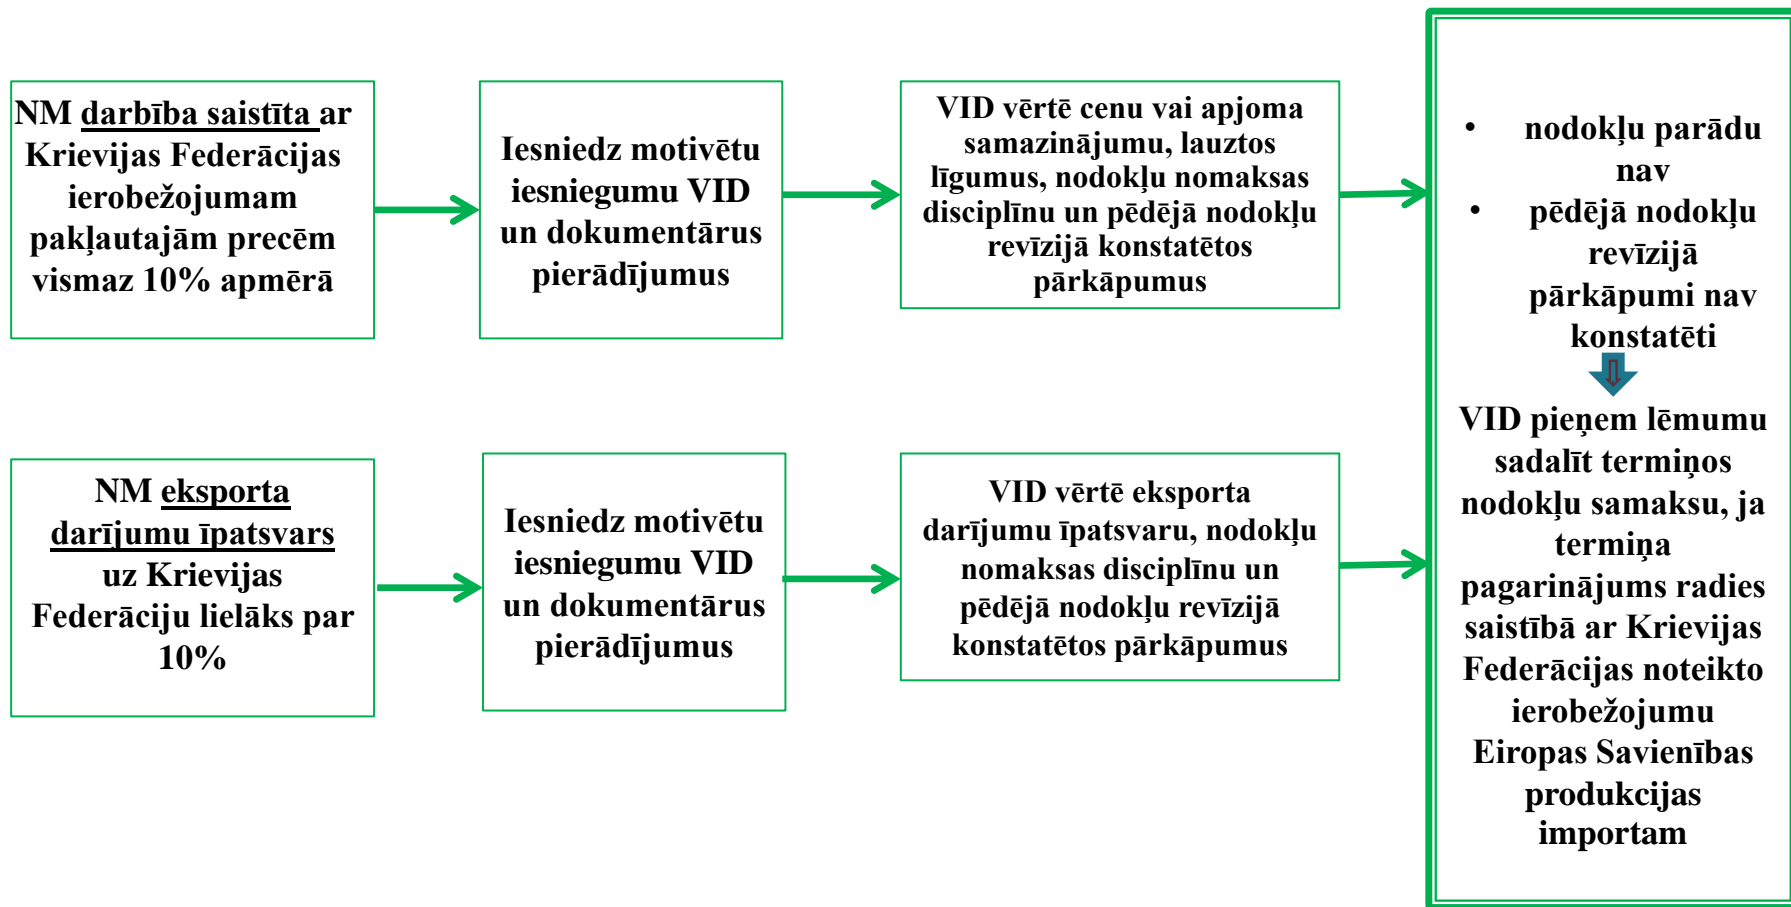 NM darbība saistīta ar
Krievijas Federācijas
ierobežojumam
pakļautajām precēm
vismaz 10% apmērā
Iesniedz motivētu
iesniegumu VID
un dokumentārus
pierādījumus
VID vērtē cenu vai apjoma
samazinājumu, lauztos
līgumus, nodokļu nomaksas
disciplīnu un pēdējā nodokļu
revīzijā konstatētos
pārkāpumus
NM eksporta
darījumu īpatsvars
uz Krievijas
Federāciju lielāks par
10%
Iesniedz motivētu
iesniegumu VID
un dokumentārus
pierādījumus
VID vērtē eksporta
darījumu īpatsvaru, nodokļu
nomaksas disciplīnu un
pēdējā nodokļu revīzijā
konstatētos pārkāpumus
• nodokļu parādu
nav
• pēdējā nodokļu
revīzijā
pārkāpumi nav
konstatēti
VID pieņem lēmumu
sadalīt termiņos
nodokļu samaksu, ja
termiņa
pagarinājums radies
saistībā ar Krievijas
Federācijas noteikto
ierobežojumu
Eiropas Savienības
produkcijas
importam